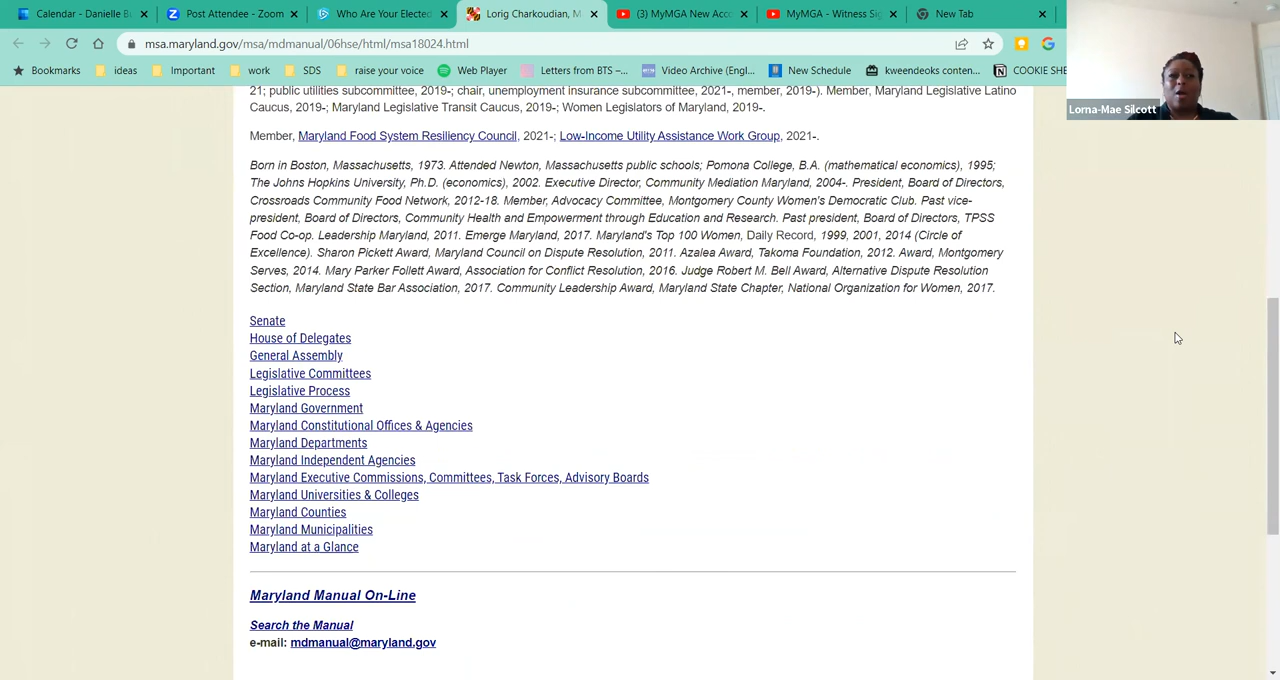 Calendar - Danielle B
Post Attendee - Zoom
Who Are Your Elected
Lorig Charkoudian, M
(3) MyMGA New Acc
MyMGA - Witness Sig
New Tab
msa.maryland.gov/msa/mdmanual/06hse/html/msa18024.html
Bookmarks
ideas
Important
work
SDS
raise your voice
Web Player
Letters from BTS –...
Video Archive (Engl...
New Schedule
kweendeoks conten...
COOKIE SHE
Lorna-Mae Silcott
21; public utilities subcommittee, 2019-; chair, unemployment insurance subcommittee, 2021-, member, 2019-). Member, Maryland Legislative Latino
Caucus, 2019-; Maryland Legislative Transit Caucus, 2019-; Women Legislators of Maryland, 2019-.
Member, Maryland Food System Resiliency Council, 2021-; Low-Income Utility Assistance Work Group, 2021-.
Born in Boston, Massachusetts, 1973. Attended Newton, Massachusetts public schools; Pomona College, B.A. (mathematical economics), 1995;
The Johns Hopkins University, Ph.D. (economics), 2002. Executive Director, Community Mediation Maryland, 2004-. President, Board of Directors,
Crossroads Community Food Network, 2012-18. Member, Advocacy Committee, Montgomery County Women's Democratic Club. Past vice-
president, Board of Directors, Community Health and Empowerment through Education and Research. Past president, Board of Directors, TPSS
Food Co-op. Leadership Maryland, 2011. Emerge Maryland, 2017. Maryland's Top 100 Women, Daily Record, 1999, 2001, 2014 (Circle of
Excellence). Sharon Pickett Award, Maryland Council on Dispute Resolution, 2011. Azalea Award, Takoma Foundation, 2012. Award, Montgomery
Serves, 2014. Mary Parker Follett Award, Association for Conflict Resolution, 2016. Judge Robert M. Bell Award, Alternative Dispute Resolution
Section, Maryland State Bar Association, 2017. Community Leadership Award, Maryland State Chapter, National Organization for Women, 2017.
Senate
House of Delegates
General Assembly
Legislative Committees
Legislative Process
Maryland Government
Maryland Constitutional Offices & Agencies
Maryland Departments
Maryland Independent Agencies
Maryland Executive Commissions, Committees, Task Forces, Advisory Boards
Maryland Universities & Colleges
Maryland Counties
Maryland Municipalities
Maryland at a Glance
Maryland Manual On-Line
Search the Manual
e-mail: mdmanual@maryland.gov